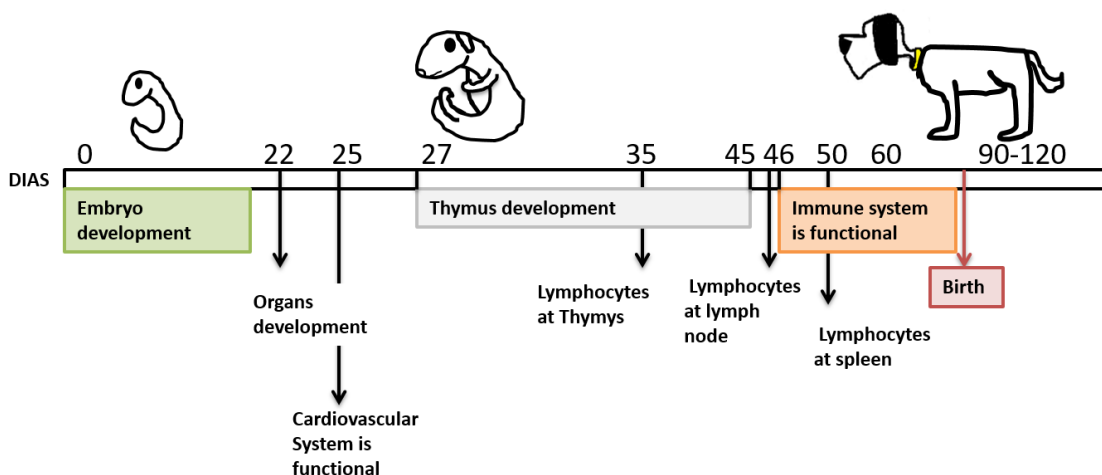 0 22 25 27 35 45 46 50 60 90-120
DIAS
Embryo
development
Thymus development
Immune system
is functional
Organs
development
Lymphocytes
at Thymys
Lymphocytes
at lymph
node
Birth
Lymphocytes
at spleen
Cardiovascular
System is
functional